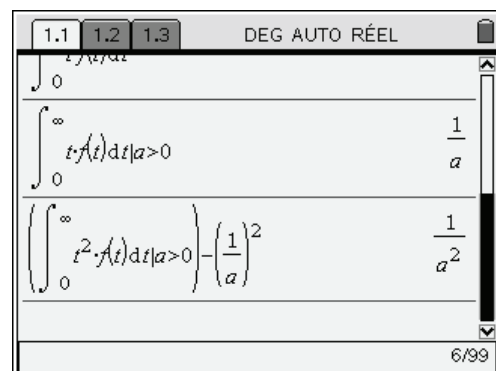 1.1 1.2 1.3 DEG AUTO RÉEL
∫₀^∞ t·f(t)dt|a>0 1/a
(∫₀^∞ t²·f(t)dt|a>0)−(1/a)² 1/a²
6/99